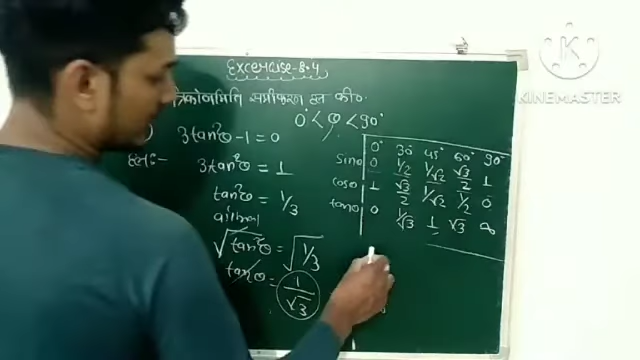 Excercise-8.4
त्रिकोणमिति समीकरण हल कीo
0° < θ < 90°
3tan²θ-1=0
हल:-
3tan²θ = 1
tan²θ = 1/3
√tan²θ = √1/3
tanθ = 1/√3
0° 30° 45° 60° 90°
sinθ 0 1/2 1/√2 √3/2 1
cosθ 1 √3/2 1/√2 1/2 0
tanθ 0 1/√3 1 √3 ∞
K
KINEMASTER